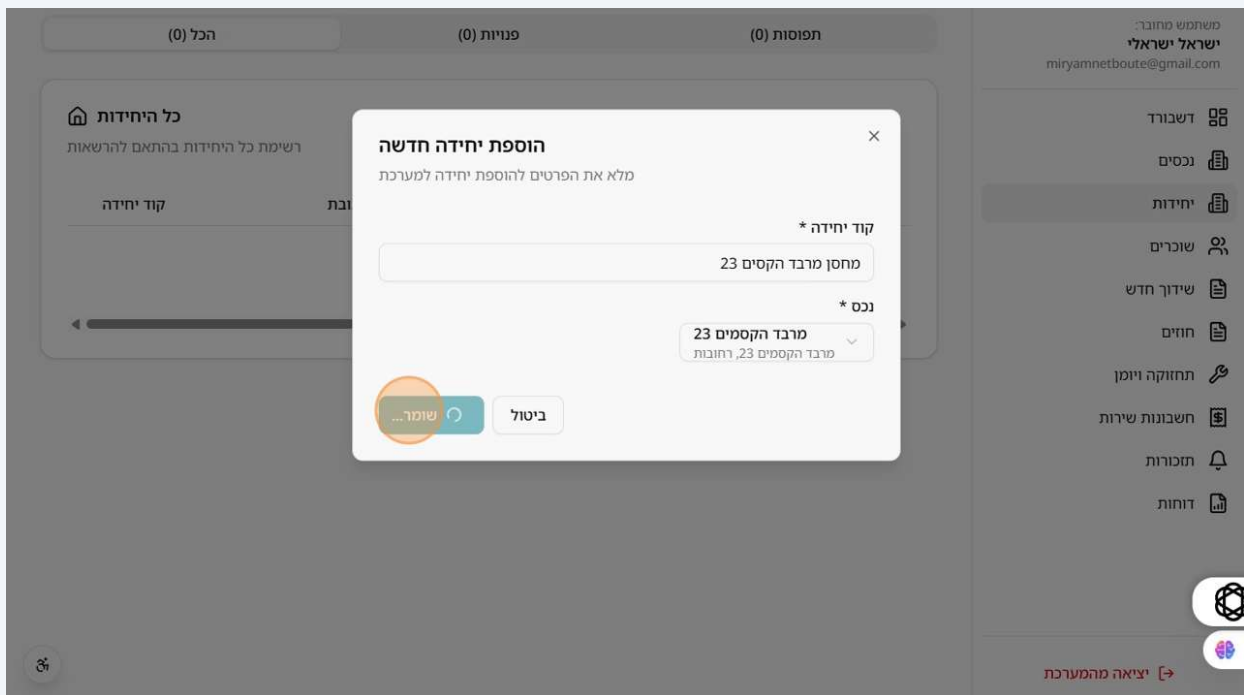 משתמש מחובר:
ישראל ישראלי
miryamnetboute@gmail.com
דשבורד
נכסים
יחידות
שוכרים
שידוך חדש
חוזים
תחזוקה ויומן
חשבונות שירות
תזכורות
דוחות
יציאה מהמערכת
תפוסות (0) פנויות (0) הכל (0)
כל היחידות
רשימת כל היחידות בהתאם להרשאות
קוד יחידה
ובת
הוספת יחידה חדשה
מלא את הפרטים להוספת יחידה למערכת
קוד יחידה *
מחסן מרבד הקסים 23
נכס *
מרבד הקסמים 23
מרבד הקסמים 23, רחובות
ביטול
שומר...